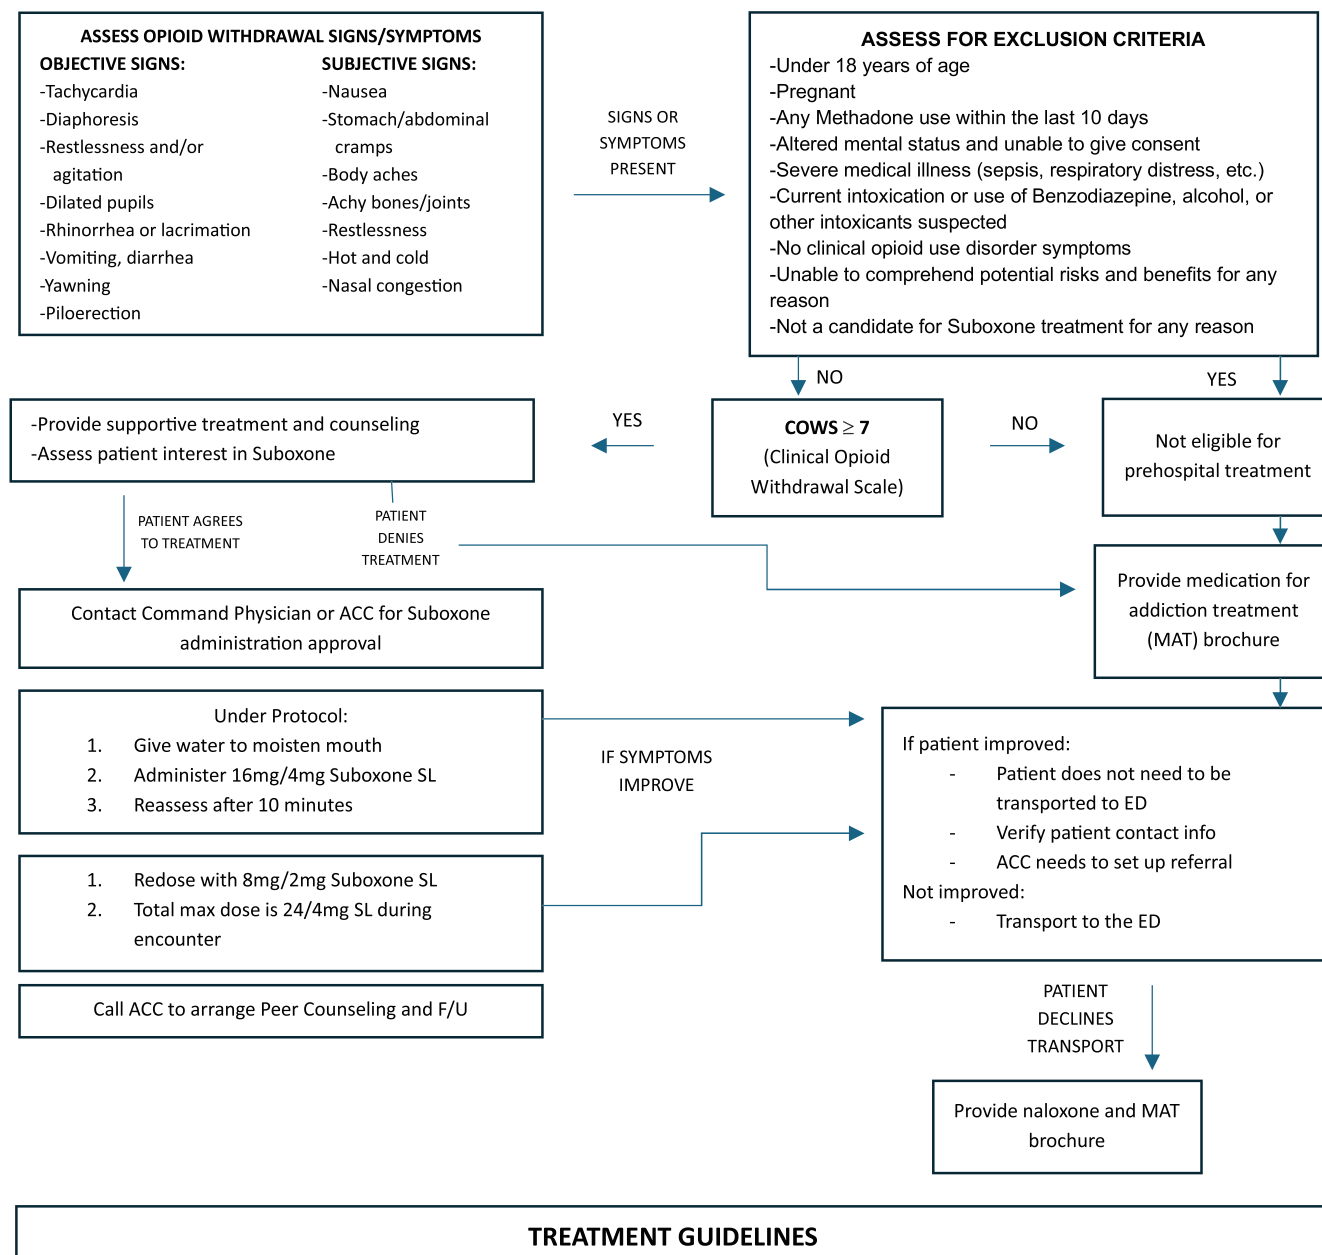 ASSESS OPIOID WITHDRAWAL SIGNS/SYMPTOMS
OBJECTIVE SIGNS:
-Tachycardia
-Diaphoresis
-Restlessness and/or
agitation
-Dilated pupils
-Rhinorrhea or lacrimation
-Vomiting, diarrhea
-Yawning
-Piloerection
SUBJECTIVE SIGNS:
-Nausea
-Stomach/abdominal
cramps
-Body aches
-Achy bones/joints
-Restlessness
-Hot and cold
-Nasal congestion
SIGNS OR
SYMPTOMS
PRESENT
ASSESS FOR EXCLUSION CRITERIA
-Under 18 years of age
-Pregnant
-Any Methadone use within the last 10 days
-Altered mental status and unable to give consent
-Severe medical illness (sepsis, respiratory distress, etc.)
-Current intoxication or use of Benzodiazepine, alcohol, or
other intoxicants suspected
-No clinical opioid use disorder symptoms
-Unable to comprehend potential risks and benefits for any
reason
-Not a candidate for Suboxone treatment for any reason
NO
YES
-Provide supportive treatment and counseling
-Assess patient interest in Suboxone
YES
COWS ≥ 7
(Clinical Opioid
Withdrawal Scale)
NO
Not eligible for
prehospital treatment
PATIENT AGREES
TO TREATMENT
PATIENT
DENIES
TREATMENT
Provide medication for
addiction treatment
(MAT) brochure
Contact Command Physician or ACC for Suboxone
administration approval
Under Protocol:
1. Give water to moisten mouth
2. Administer 16mg/4mg Suboxone SL
3. Reassess after 10 minutes
IF SYMPTOMS
IMPROVE
If patient improved:
- Patient does not need to be
transported to ED
- Verify patient contact info
- ACC needs to set up referral
Not improved:
- Transport to the ED
1. Redose with 8mg/2mg Suboxone SL
2. Total max dose is 24/4mg SL during
encounter
Call ACC to arrange Peer Counseling and F/U
PATIENT
DECLINES
TRANSPORT
Provide naloxone and MAT
brochure
TREATMENT GUIDELINES